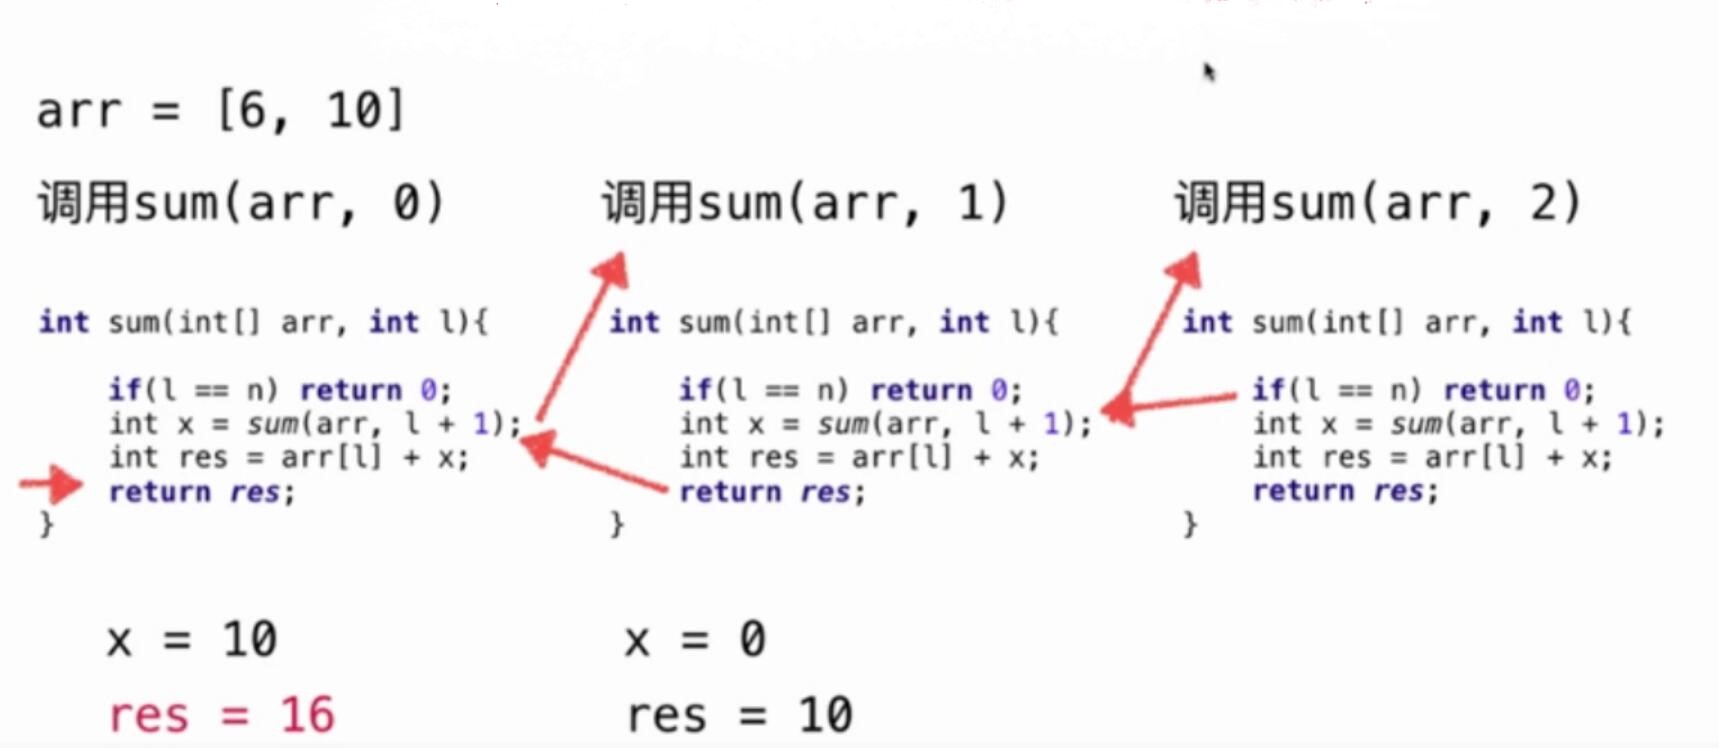 arr = [6, 10]
调用sum(arr, 0)
int sum(int[] arr, int l){
if(l == n) return 0;
int x = sum(arr, l + 1);
int res = arr[l] + x;
return res;
}
x = 10
res = 16
调用sum(arr, 1)
int sum(int[] arr, int l){
if(l == n) return 0;
int x = sum(arr, l + 1);
int res = arr[l] + x;
return res;
}
x = 0
res = 10
调用sum(arr, 2)
int sum(int[] arr, int l){
if(l == n) return 0;
int x = sum(arr, l + 1);
int res = arr[l] + x;
return res;
}